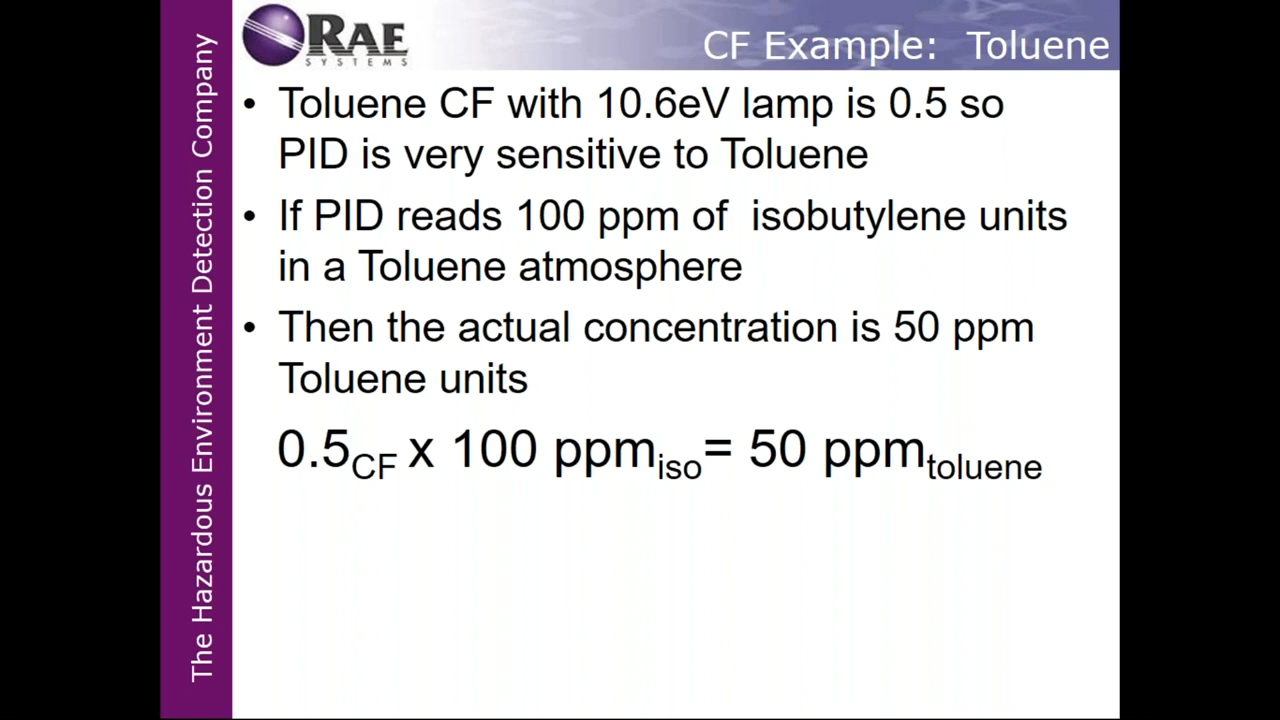 RAE
SYSTEMS
CF Example: Toluene
The Hazardous Environment Detection Company
• Toluene CF with 10.6eV lamp is 0.5 so
PID is very sensitive to Toluene
• If PID reads 100 ppm of isobutylene units
in a Toluene atmosphere
• Then the actual concentration is 50 ppm
Toluene units
0.5CF x 100 ppmiso= 50 ppmtoluene